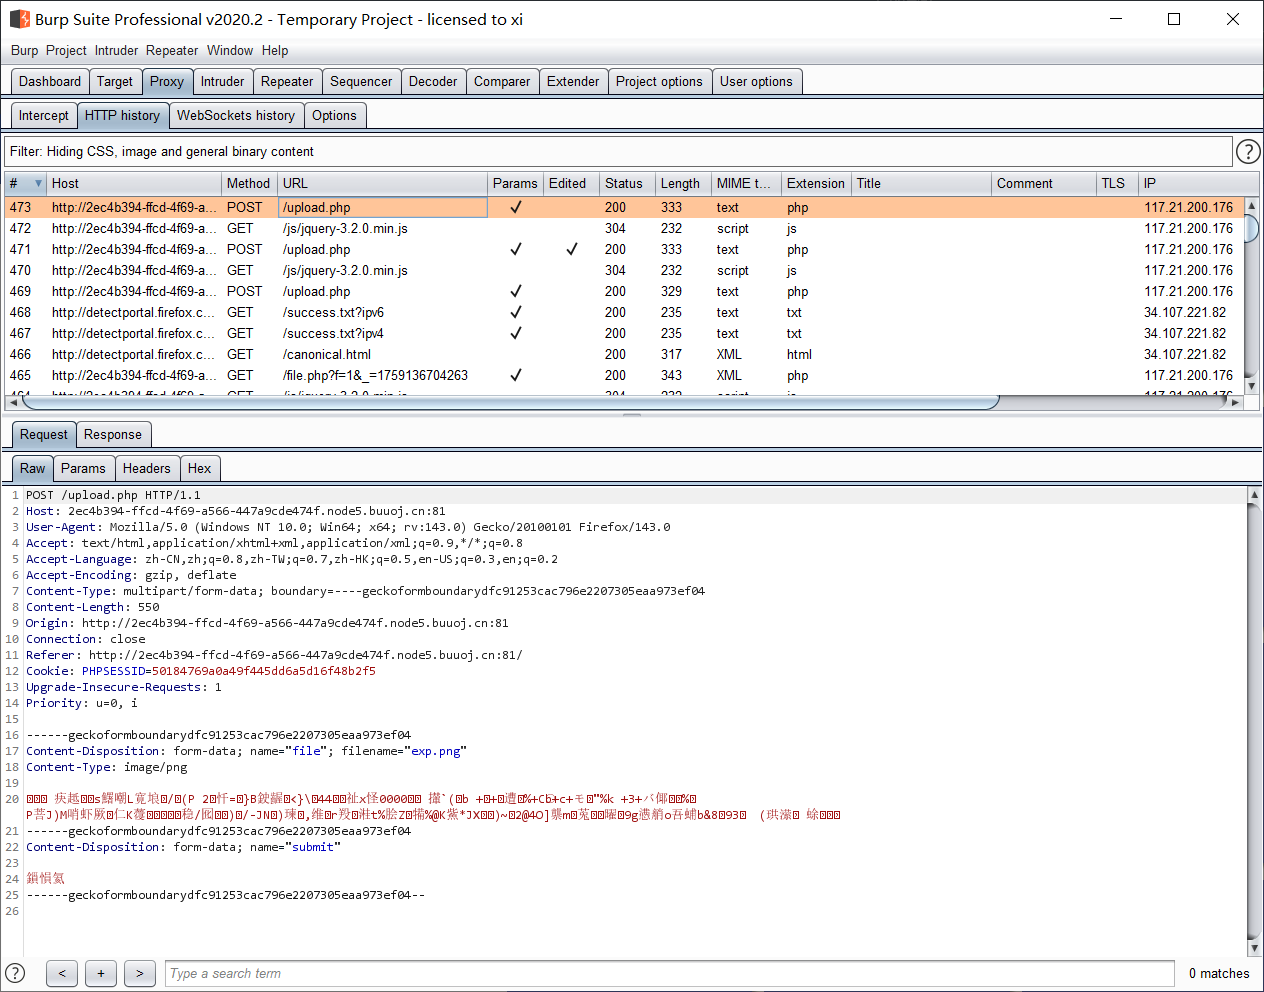 Burp Suite Professional v2020.2 - Temporary Project - licensed to xi
Burp Project Intruder Repeater Window Help
Dashboard Target Proxy Intruder Repeater Sequencer Decoder Comparer Extender Project options User options
Intercept HTTP history WebSockets history Options
Filter: Hiding CSS, image and general binary content
# Host Method URL Params Edited Status Length MIME t... Extension Title Comment TLS IP
473 http://2ec4b394-ffcd-4f69-a... POST /upload.php ✓ 200 333 text php 117.21.200.176
472 http://2ec4b394-ffcd-4f69-a... GET /js/jquery-3.2.0.min.js 304 232 script js 117.21.200.176
471 http://2ec4b394-ffcd-4f69-a... POST /upload.php ✓ ✓ 200 333 text php 117.21.200.176
470 http://2ec4b394-ffcd-4f69-a... GET /js/jquery-3.2.0.min.js 304 232 script js 117.21.200.176
469 http://2ec4b394-ffcd-4f69-a... POST /upload.php ✓ 200 329 text php 117.21.200.176
468 http://detectportal.firefox.c... GET /success.txt?ipv6 ✓ 200 235 text txt 34.107.221.82
467 http://detectportal.firefox.c... GET /success.txt?ipv4 ✓ 200 235 text txt 34.107.221.82
466 http://detectportal.firefox.c... GET /canonical.html 200 317 XML html 34.107.221.82
465 http://2ec4b394-ffcd-4f69-a... GET /file.php?f=1&_=1759136704263 ✓ 200 343 XML php 117.21.200.176
Request Response
Raw Params Headers Hex
1 POST /upload.php HTTP/1.1
2 Host: 2ec4b394-ffcd-4f69-a566-447a9cde474f.node5.buuoj.cn:81
3 User-Agent: Mozilla/5.0 (Windows NT 10.0; Win64; x64; rv:143.0) Gecko/20100101 Firefox/143.0
4 Accept: text/html,application/xhtml+xml,application/xml;q=0.9,*/*;q=0.8
5 Accept-Language: zh-CN,zh;q=0.8,zh-TW;q=0.7,zh-HK;q=0.5,en-US;q=0.3,en;q=0.2
6 Accept-Encoding: gzip, deflate
7 Content-Type: multipart/form-data; boundary=----geckoformboundarydfc91253cac796e2207305eaa973ef04
8 Content-Length: 550
9 Origin: http://2ec4b394-ffcd-4f69-a566-447a9cde474f.node5.buuoj.cn:81
10 Connection: close
11 Referer: http://2ec4b394-ffcd-4f69-a566-447a9cde474f.node5.buuoj.cn:81/
12 Cookie: PHPSESSID=50184769a0a49f445dd6a5d16f48b2f5
13 Upgrade-Insecure-Requests: 1
14 Priority: u=0, i
15
16 ------geckoformboundarydfc91253cac796e2207305eaa973ef04
17 Content-Disposition: form-data; name="file"; filename="exp.png"
18 Content-Type: image/png
19
20
21 ------geckoformboundarydfc91253cac796e2207305eaa973ef04
22 Content-Disposition: form-data; name="submit"
23
24
25 ------geckoformboundarydfc91253cac796e2207305eaa973ef04--
26
? < + > Type a search term 0 matches